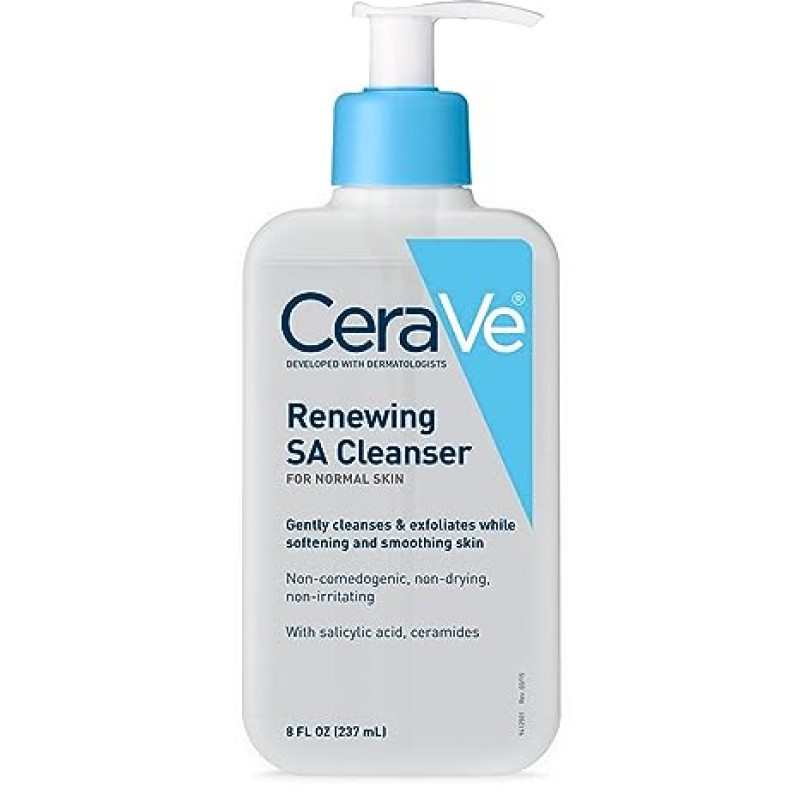 CeraVe®
DEVELOPED WITH DERMATOLOGISTS
Renewing
SA Cleanser
FOR NORMAL SKIN
Gently cleanses & exfoliates while
softening and smoothing skin
Non-comedogenic, non-drying,
non-irritating
With salicylic acid, ceramides
8 FL OZ (237 mL)